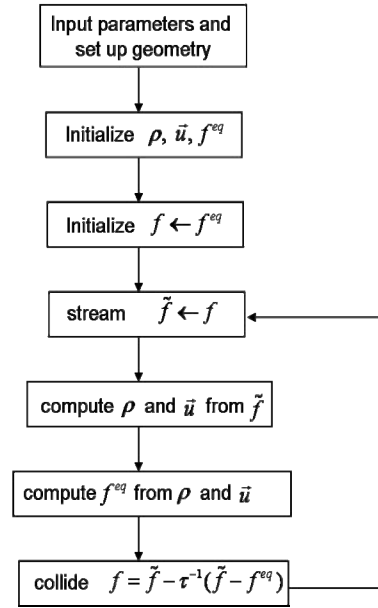 Input parameters and
set up geometry
Initialize ρ, u⃗, f^{eq}
Initialize f ← f^{eq}
stream f̃ ← f
compute ρ and u⃗ from f̃
compute f^{eq} from ρ and u⃗
collide f = f̃ − τ^{−1}(f̃ − f^{eq})